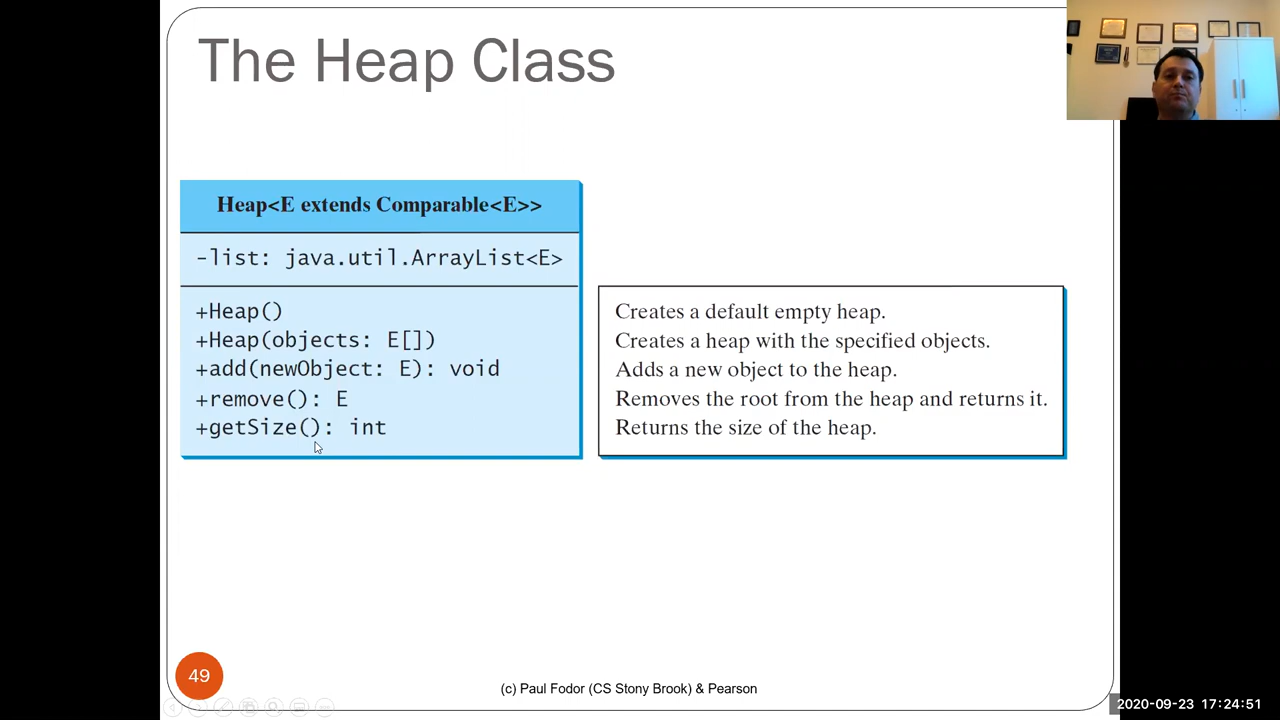 The Heap Class
Heap<E extends Comparable<E>>
-list: java.util.ArrayList<E>
+Heap()
+Heap(objects: E[])
+add(newObject: E): void
+remove(): E
+getSize(): int
Creates a default empty heap.
Creates a heap with the specified objects.
Adds a new object to the heap.
Removes the root from the heap and returns it.
Returns the size of the heap.
49
(c) Paul Fodor (CS Stony Brook) & Pearson
2020-09-23 17:24:51